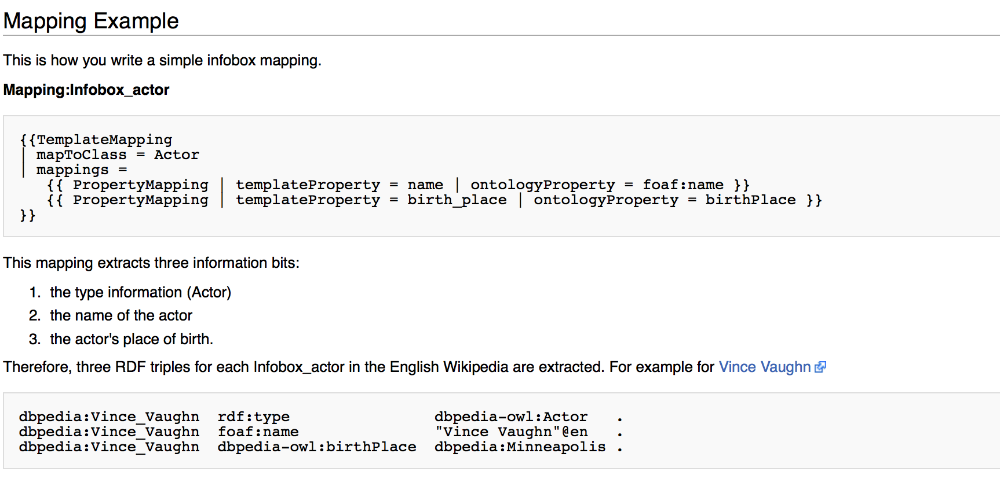 Mapping Example
This is how you write a simple infobox mapping.
Mapping:Infobox_actor
{{TemplateMapping
| mapToClass = Actor
| mappings =
   {{ PropertyMapping | templateProperty = name | ontologyProperty = foaf:name }}
   {{ PropertyMapping | templateProperty = birth_place | ontologyProperty = birthPlace }}
}}
This mapping extracts three information bits:
1. the type information (Actor)
2. the name of the actor
3. the actor's place of birth.
Therefore, three RDF triples for each Infobox_actor in the English Wikipedia are extracted. For example for Vince Vaughn
dbpedia:Vince_Vaughn  rdf:type                dbpedia-owl:Actor   .
dbpedia:Vince_Vaughn  foaf:name               "Vince Vaughn"@en   .
dbpedia:Vince_Vaughn  dbpedia-owl:birthPlace  dbpedia:Minneapolis .